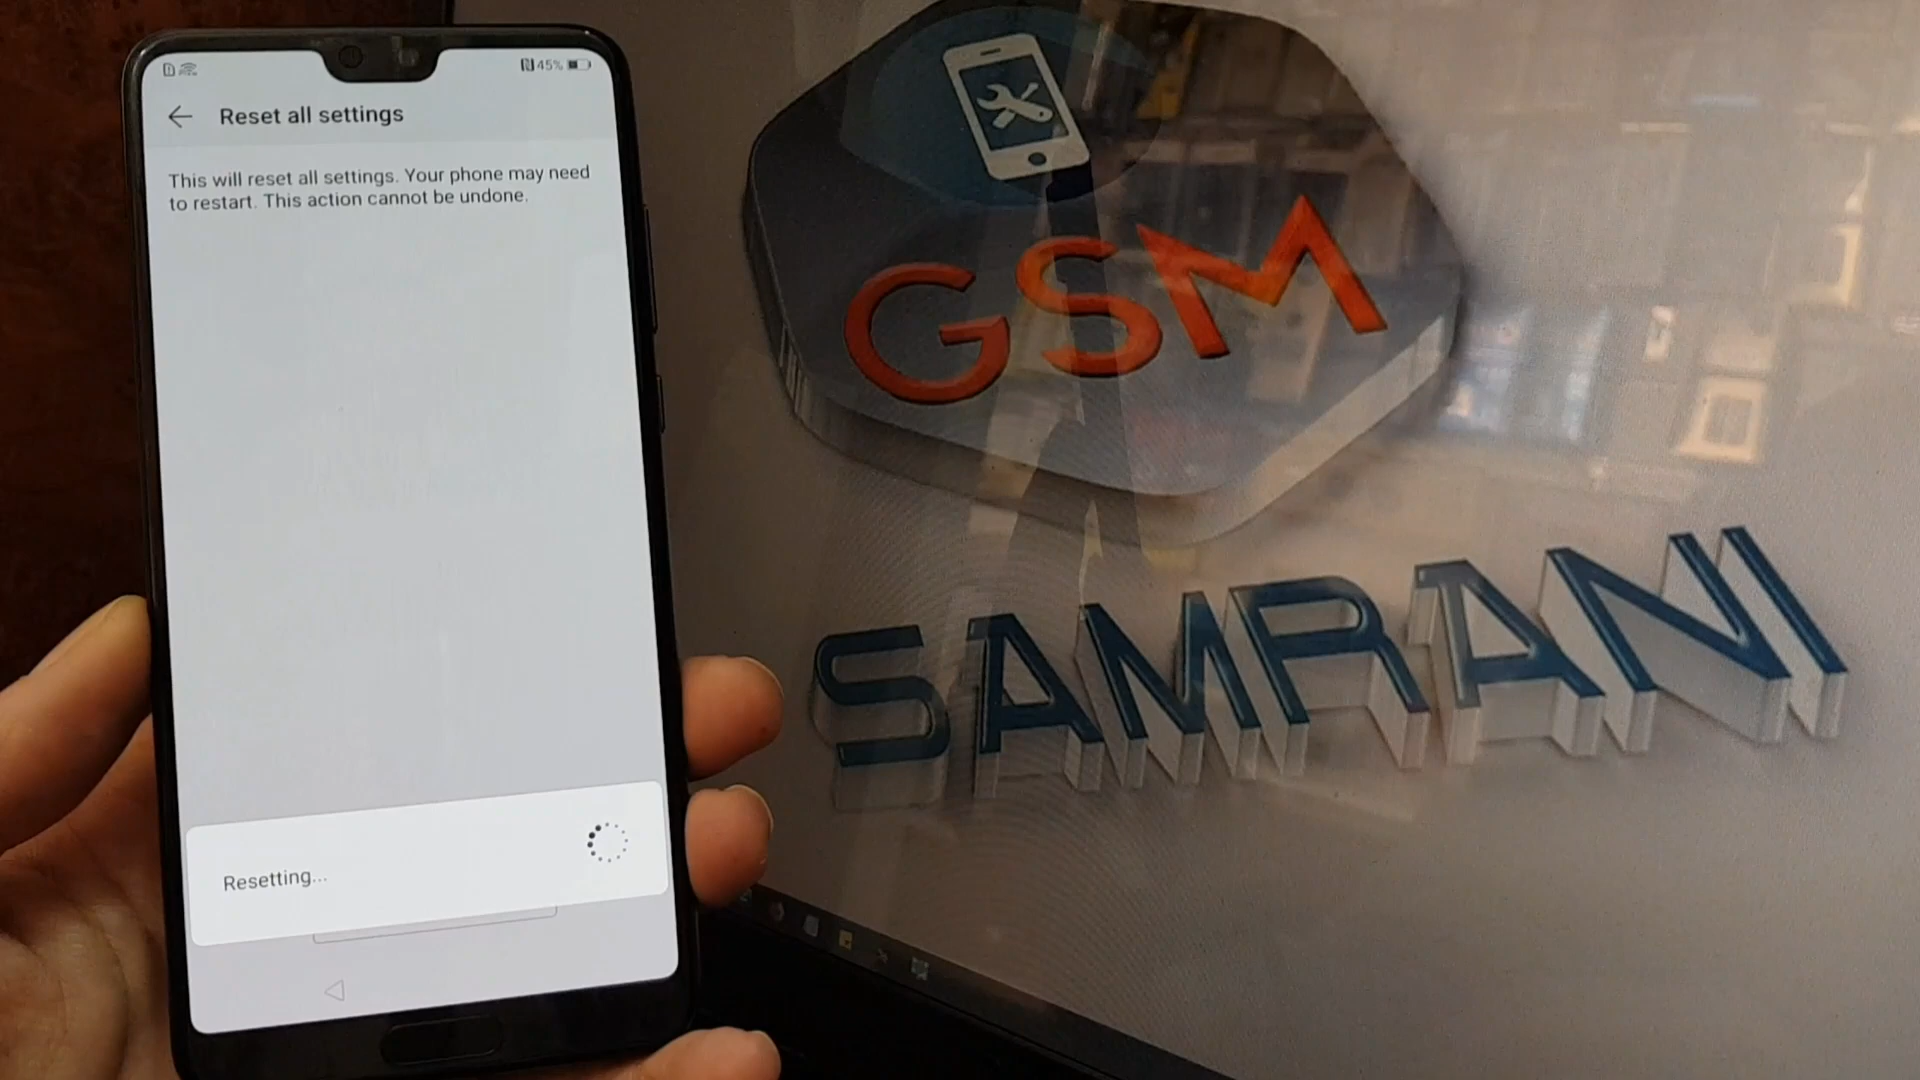 45%
Reset all settings
This will reset all settings. Your phone may need
to restart. This action cannot be undone.
Resetting...
GSM
SAMRANI